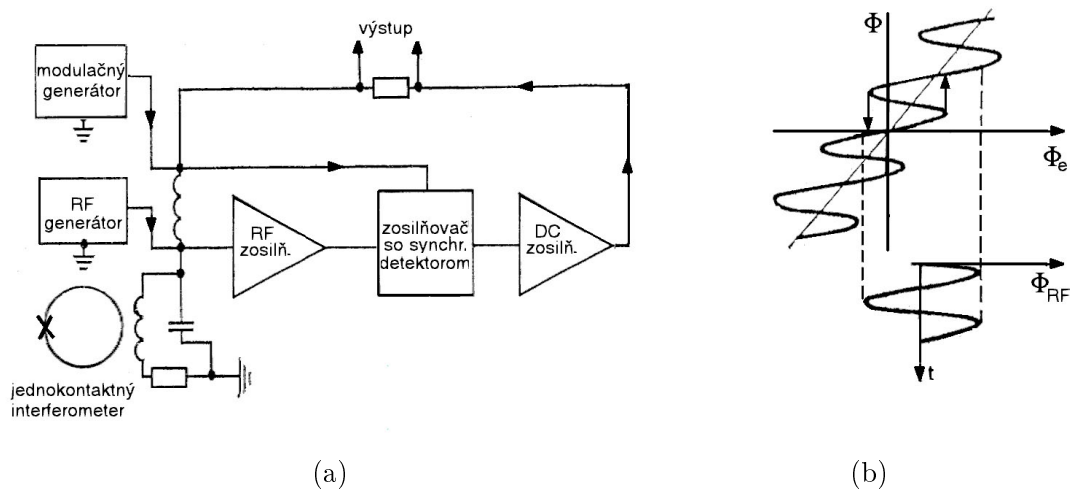 výstup
modulačný
generátor
RF
generátor
RF
zosilň.
zosilňovač
so synchr.
detektorom
DC
zosilň.
jednokontaktný
interferometer
(a)
Φ
Φe
ΦRF
t
(b)